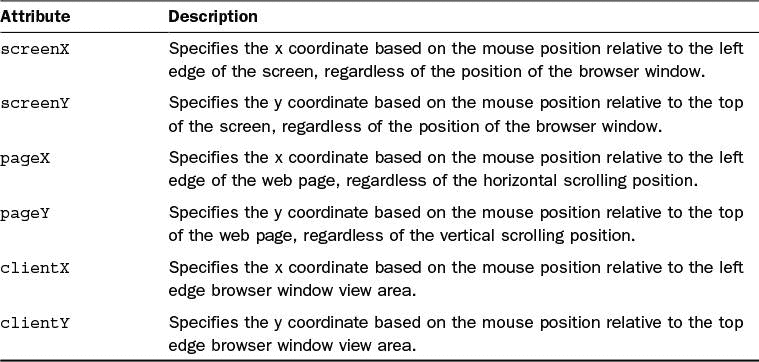 Attribute Description
screenX Specifies the x coordinate based on the mouse position relative to the left
edge of the screen, regardless of the position of the browser window.
screenY Specifies the y coordinate based on the mouse position relative to the top
of the screen, regardless of the position of the browser window.
pageX Specifies the x coordinate based on the mouse position relative to the left
edge of the web page, regardless of the horizontal scrolling position.
pageY Specifies the y coordinate based on the mouse position relative to the top
of the web page, regardless of the vertical scrolling position.
clientX Specifies the x coordinate based on the mouse position relative to the left
edge browser window view area.
clientY Specifies the y coordinate based on the mouse position relative to the top
edge browser window view area.